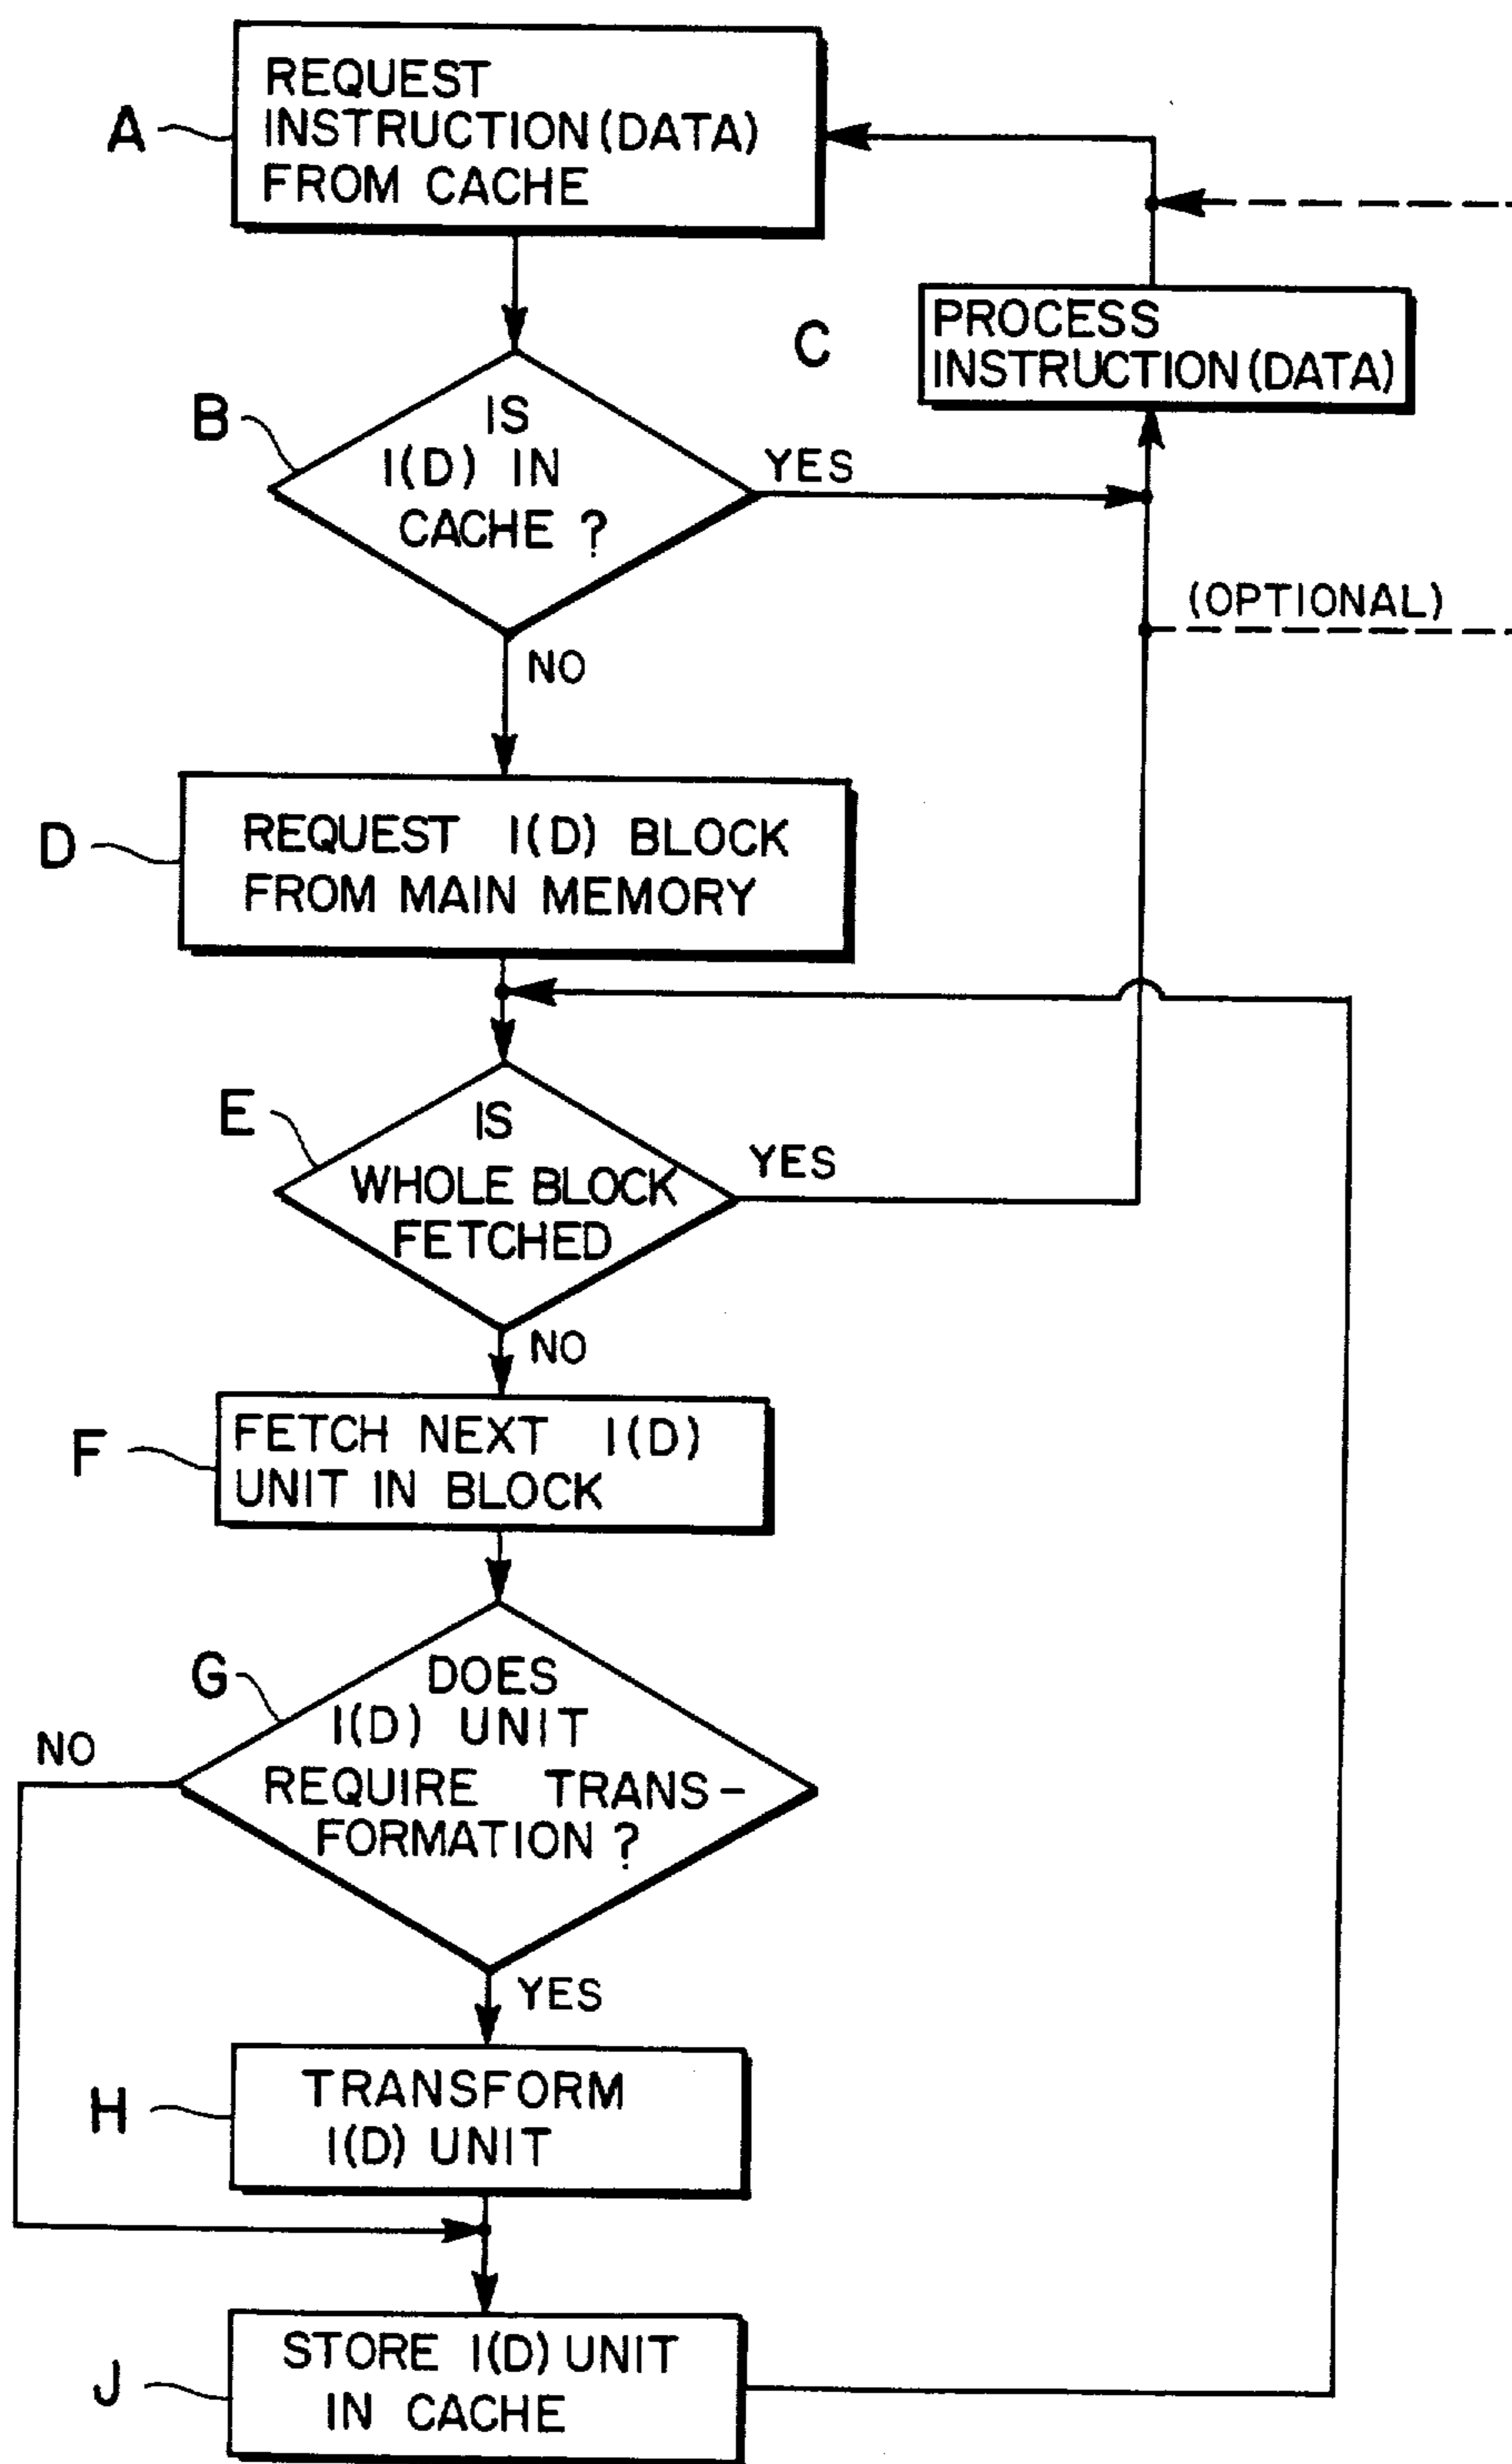 A
REQUEST
INSTRUCTION(DATA)
FROM CACHE
C
PROCESS
INSTRUCTION(DATA)
B
IS
I(D) IN
CACHE ?
YES
(OPTIONAL)
NO
D
REQUEST I(D) BLOCK
FROM MAIN MEMORY
E
IS
WHOLE BLOCK
FETCHED
YES
NO
F
FETCH NEXT I(D)
UNIT IN BLOCK
G
DOES
I(D) UNIT
REQUIRE TRANS-
FORMATION ?
NO
YES
H
TRANSFORM
I(D) UNIT
J
STORE I(D) UNIT
IN CACHE